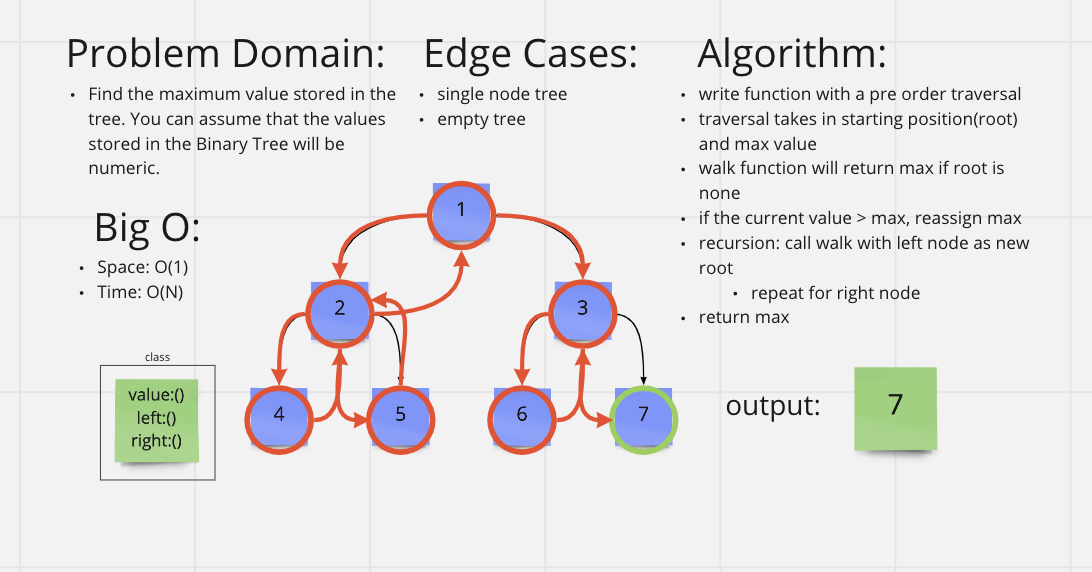 Problem Domain:
• Find the maximum value stored in the
tree. You can assume that the values
stored in the Binary Tree will be
numeric.
Edge Cases:
• single node tree
• empty tree
Algorithm:
• write function with a pre order traversal
• traversal takes in starting position(root)
and max value
• walk function will return max if root is
none
• if the current value > max, reassign max
• recursion: call walk with left node as new
root
• repeat for right node
• return max
Big O:
• Space: O(1)
• Time: O(N)
class
value:()
left:()
right:()
1
2
3
4
5
6
7
output:
7